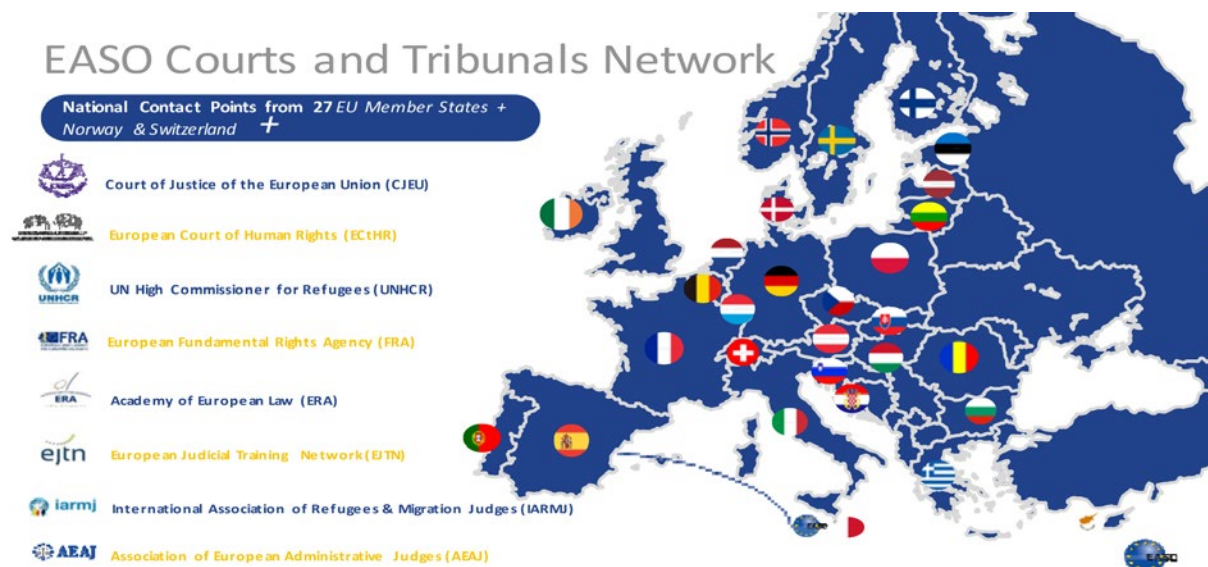 EASO Courts and Tribunals Network
National Contact Points from 27 EU Member States +
Norway & Switzerland +
Court of Justice of the European Union (CJEU)
European Court of Human Rights (ECtHR)
UNHCR
UN High Commissioner for Refugees (UNHCR)
FRA
European Fundamental Rights Agency (FRA)
ERA
Academy of European Law (ERA)
ejtn
European Judicial Training Network (EJTN)
iarmj
International Association of Refugees & Migration Judges (IARMJ)
AEAJ
Association of European Administrative Judges (AEAJ)
EASO
EASO